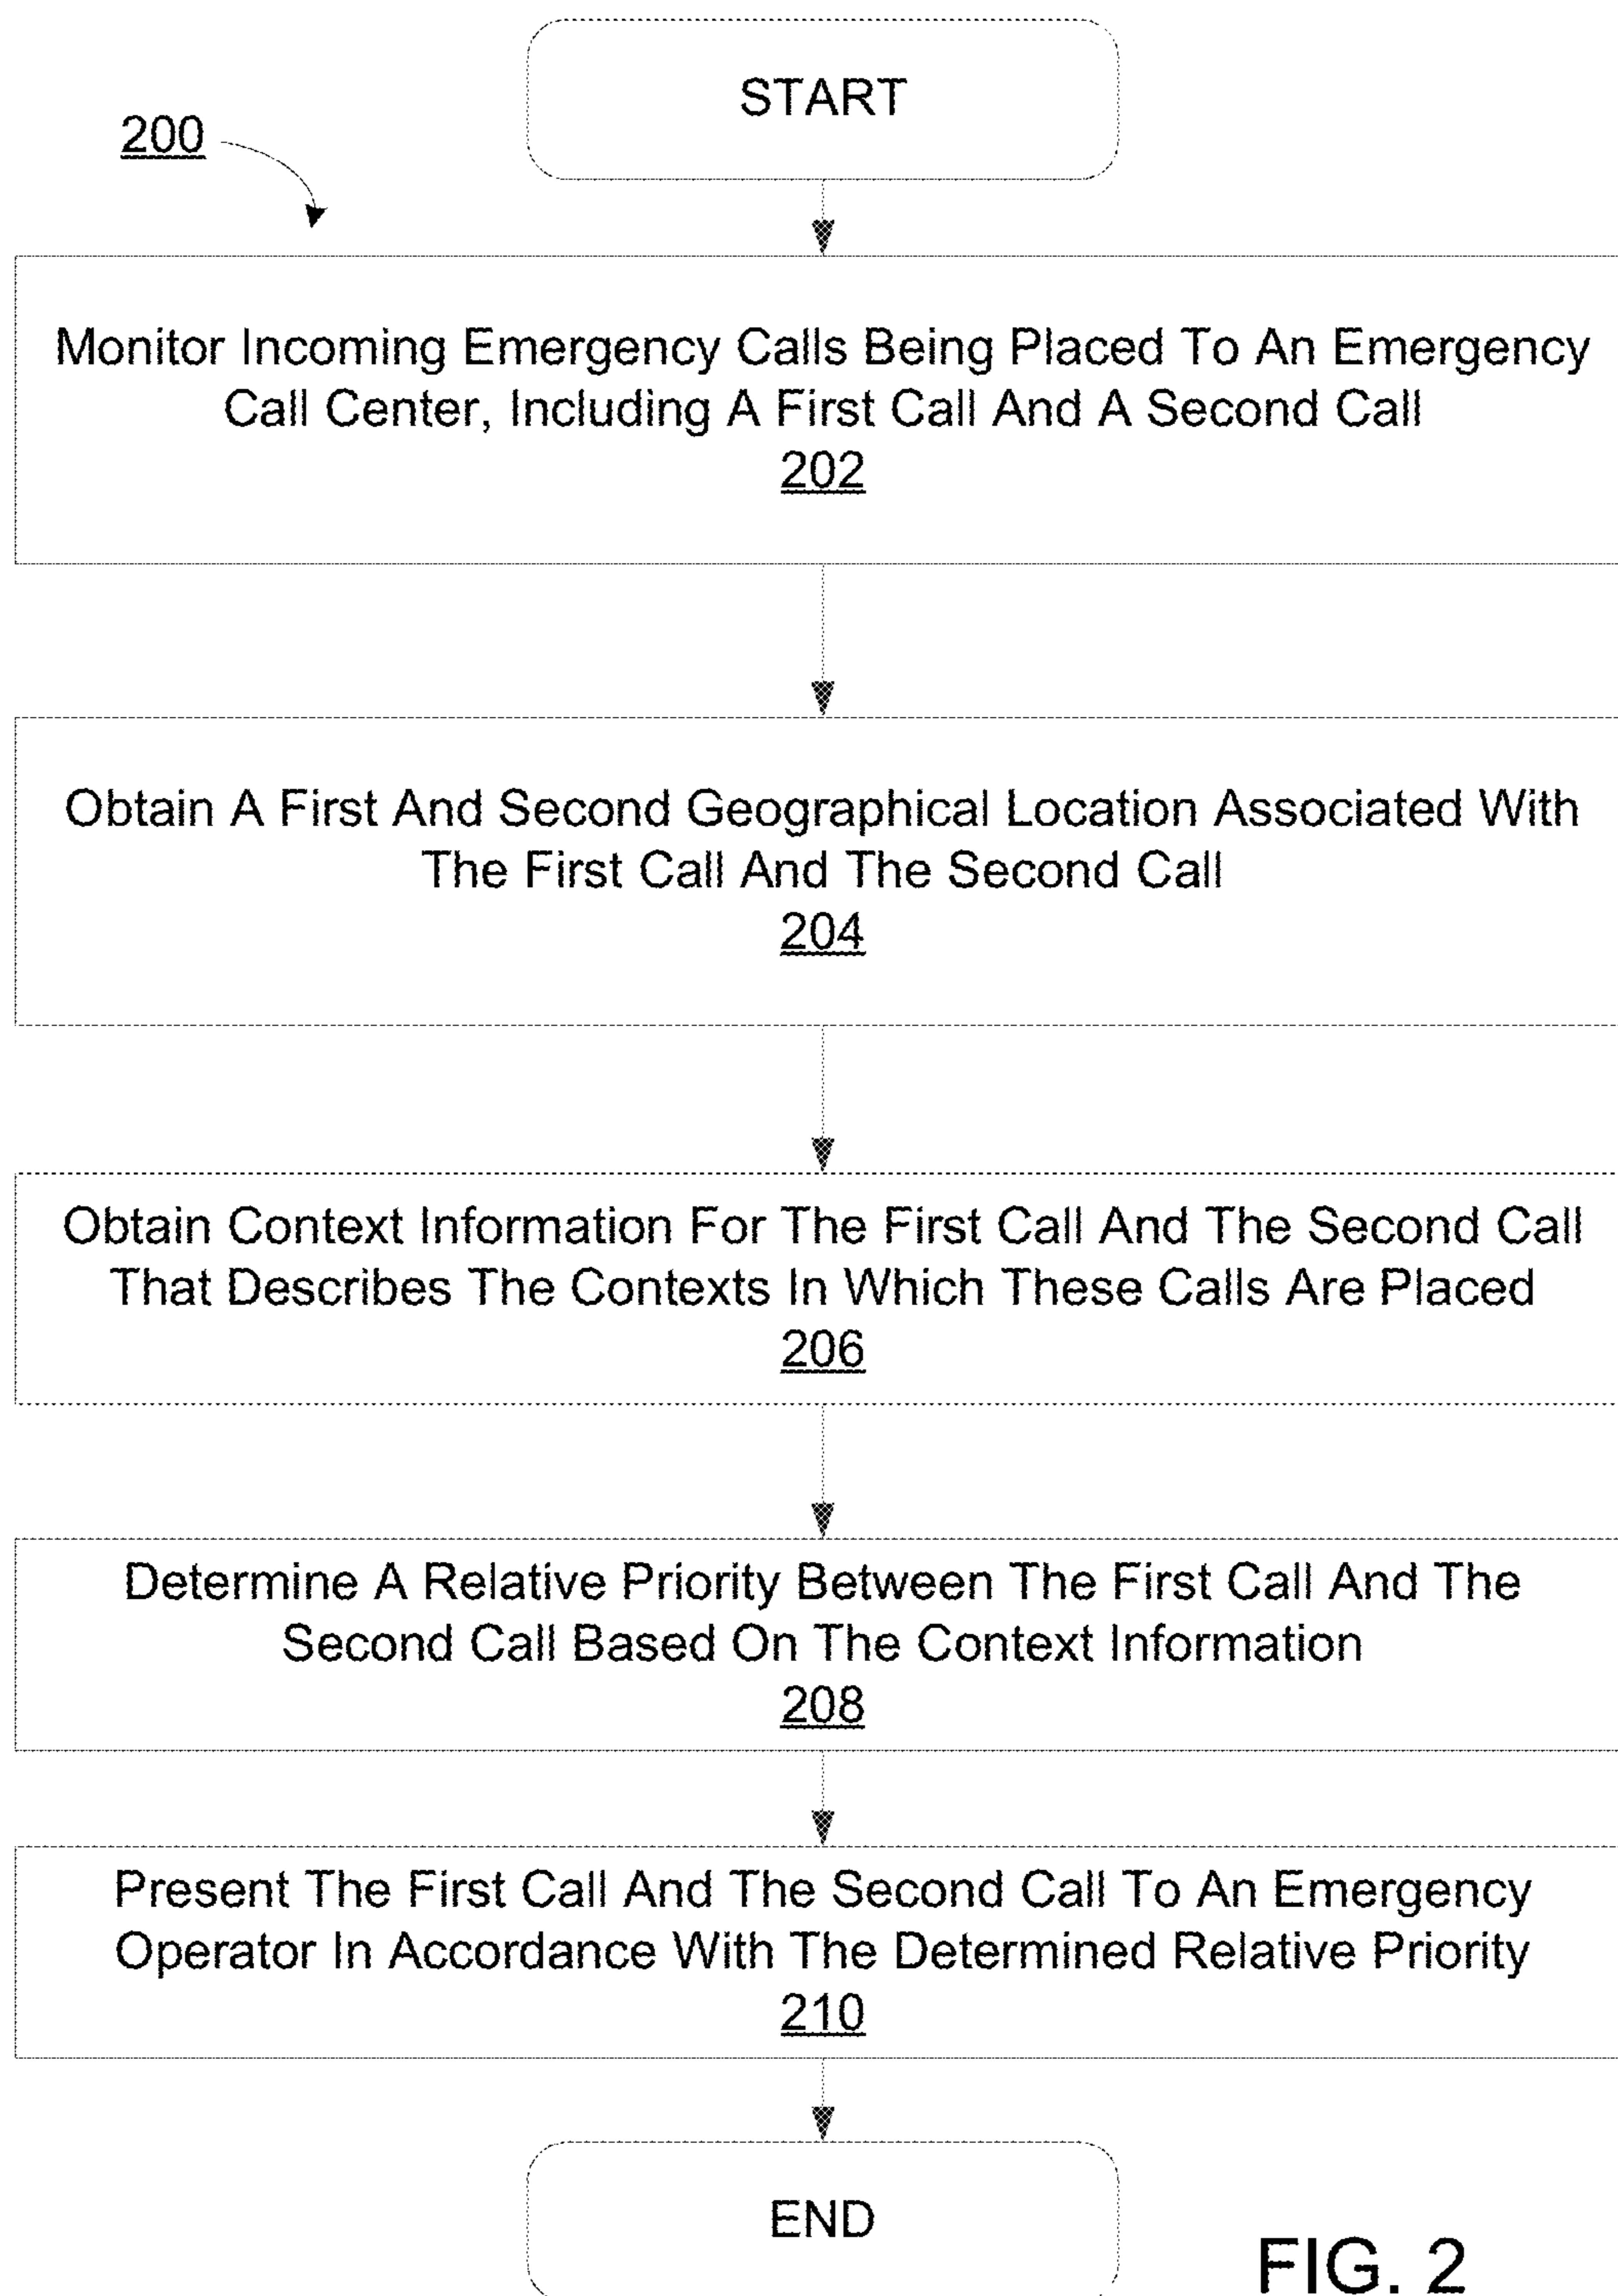 START
200
Monitor Incoming Emergency Calls Being Placed To An Emergency
Call Center, Including A First Call And A Second Call
202
Obtain A First And Second Geographical Location Associated With
The First Call And The Second Call
204
Obtain Context Information For The First Call And The Second Call
That Describes The Contexts In Which These Calls Are Placed
206
Determine A Relative Priority Between The First Call And The
Second Call Based On The Context Information
208
Present The First Call And The Second Call To An Emergency
Operator In Accordance With The Determined Relative Priority
210
END
FIG. 2